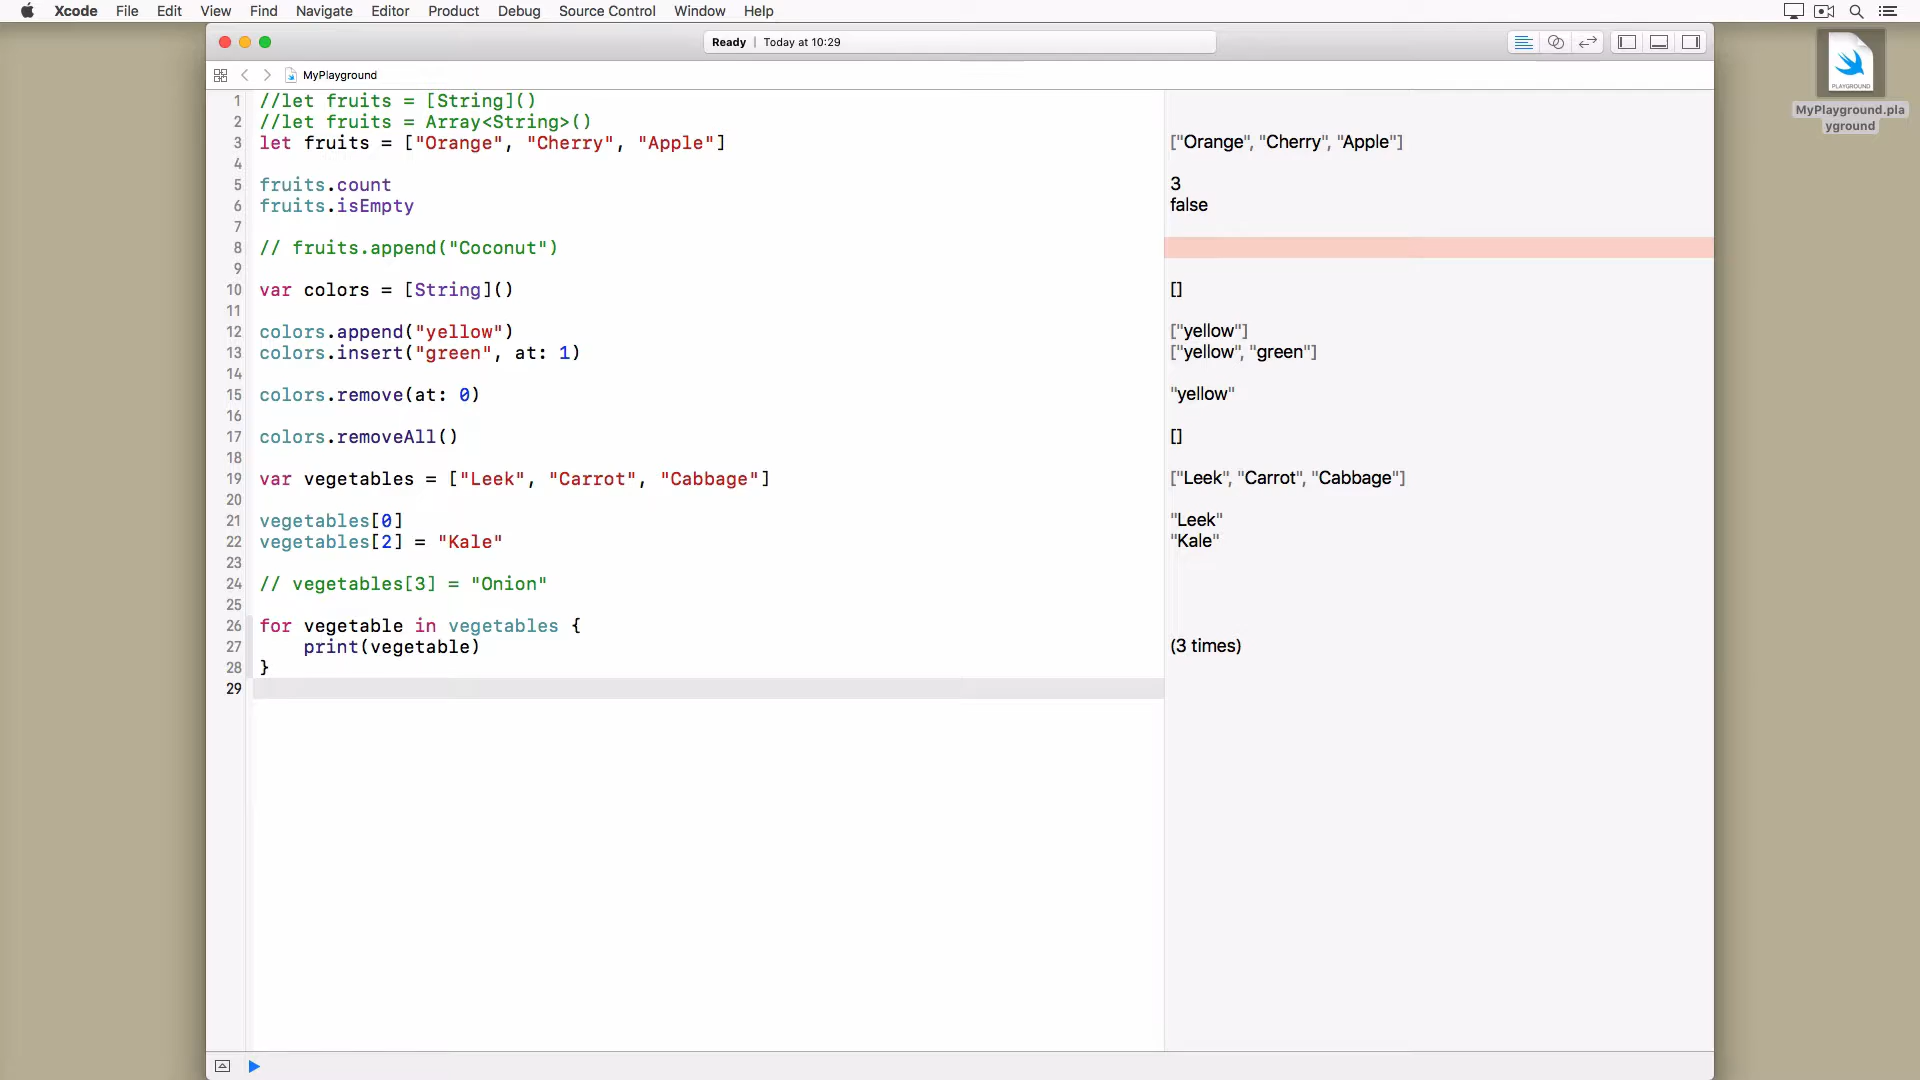 Xcode File Edit View Find Navigate Editor Product Debug Source Control Window Help
Ready | Today at 10:29
MyPlayground
PLAYGROUND
MyPlayground.pla
yground
1 //let fruits = [String]()
2 //let fruits = Array<String>()
3 let fruits = ["Orange", "Cherry", "Apple"] ["Orange", "Cherry", "Apple"]
4
5 fruits.count 3
6 fruits.isEmpty false
7
8 // fruits.append("Coconut")
9
10 var colors = [String]() []
11
12 colors.append("yellow") ["yellow"]
13 colors.insert("green", at: 1) ["yellow", "green"]
14
15 colors.remove(at: 0) "yellow"
16
17 colors.removeAll() []
18
19 var vegetables = ["Leek", "Carrot", "Cabbage"] ["Leek", "Carrot", "Cabbage"]
20
21 vegetables[0] "Leek"
22 vegetables[2] = "Kale" "Kale"
23
24 // vegetables[3] = "Onion"
25
26 for vegetable in vegetables {
27 print(vegetable) (3 times)
28 }
29